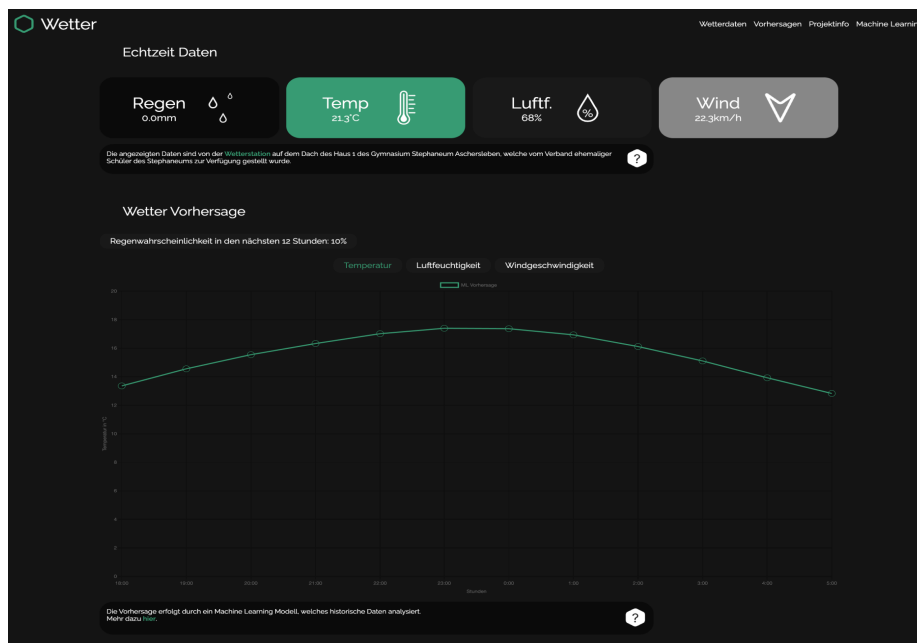 Wetter
Wetterdaten Vorhersagen Projektinfo Machine Learnin
Echtzeit Daten
Regen
0.0mm
Temp
21.3°C
Luftf.
68%
%
Wind
22.3km/h
Die angezeigten Daten sind von der Wetterstation auf dem Dach des Haus 1 des Gymnasium Stephaneum Aschersleben, welche vom Verband ehemaliger
Schüler des Stephaneums zur Verfügung gestellt wurde.
?
Wetter Vorhersage
Regenwahrscheinlichkeit in den nächsten 12 Stunden: 10%
Temperatur Luftfeuchtigkeit Windgeschwindigkeit
ML Vorhersage
20
18
16
14
12
10
8
6
4
2
0
Temperatur in °C
18:00 19:00 20:00 21:00 22:00 23:00 0:00 1:00 2:00 3:00 4:00 5:00
Stunden
Die Vorhersage erfolgt durch ein Machine Learning Modell, welches historische Daten analysiert.
Mehr dazu hier.
?